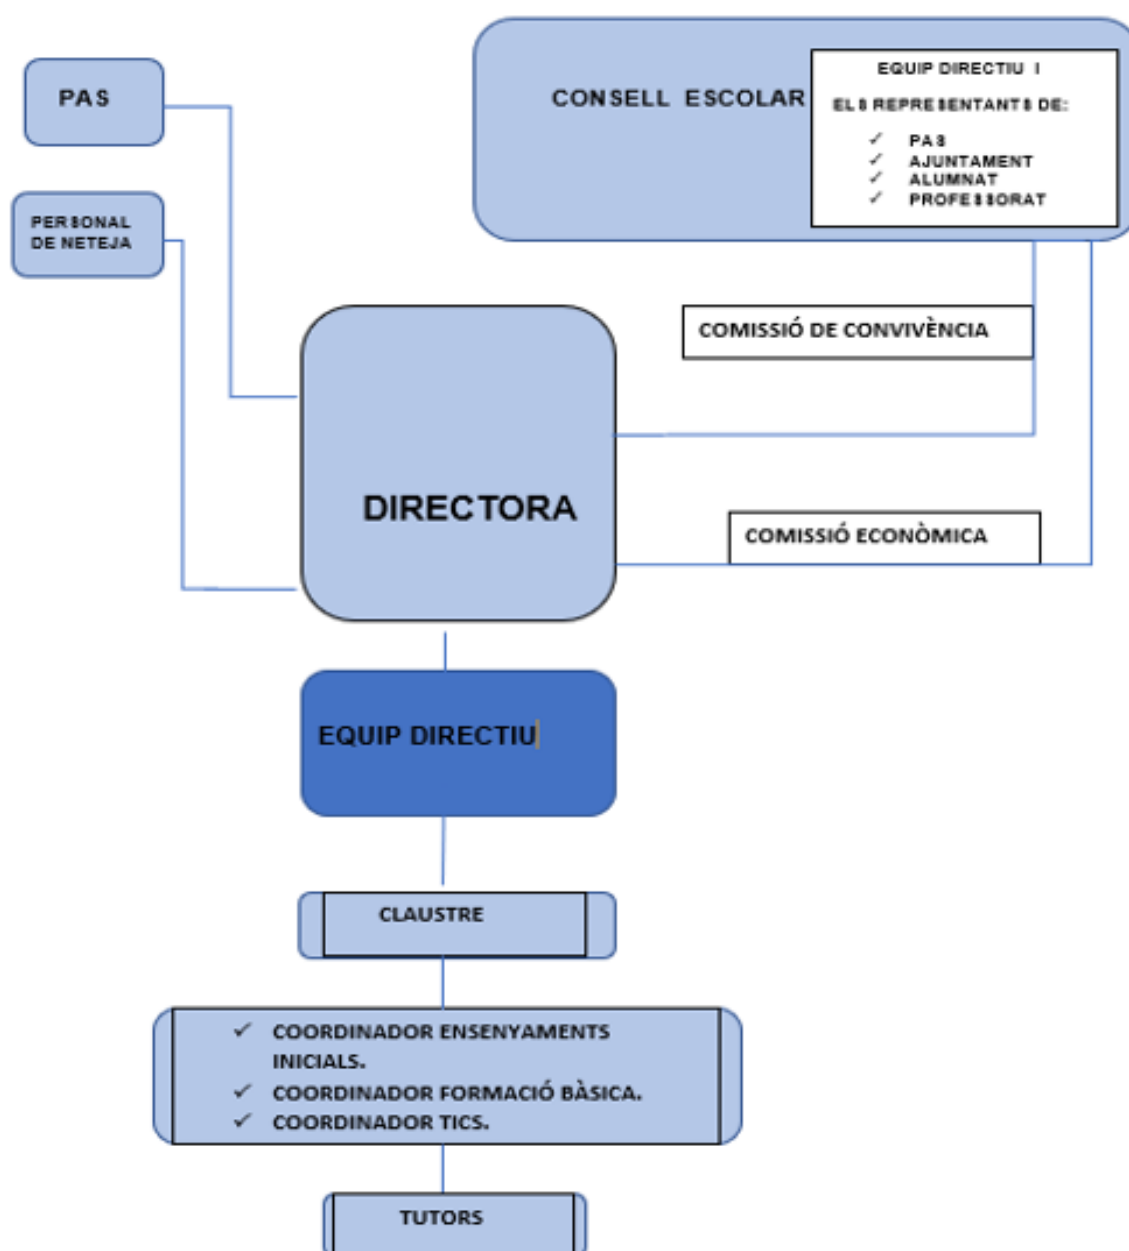 PAS
CONSELL ESCOLAR
EQUIP DIRECTIU I
ELS REPRESENTANTS DE:
✓ PAS
✓ AJUNTAMENT
✓ ALUMNAT
✓ PROFESSORAT
PERSONAL
DE NETEJA
COMISSIÓ DE CONVIVÈNCIA
DIRECTORA
COMISSIÓ ECONÒMICA
EQUIP DIRECTIU
CLAUSTRE
✓ COORDINADOR ENSENYAMENTS
INICIALS.
✓ COORDINADOR FORMACIÓ BÀSICA.
✓ COORDINADOR TICS.
TUTORS